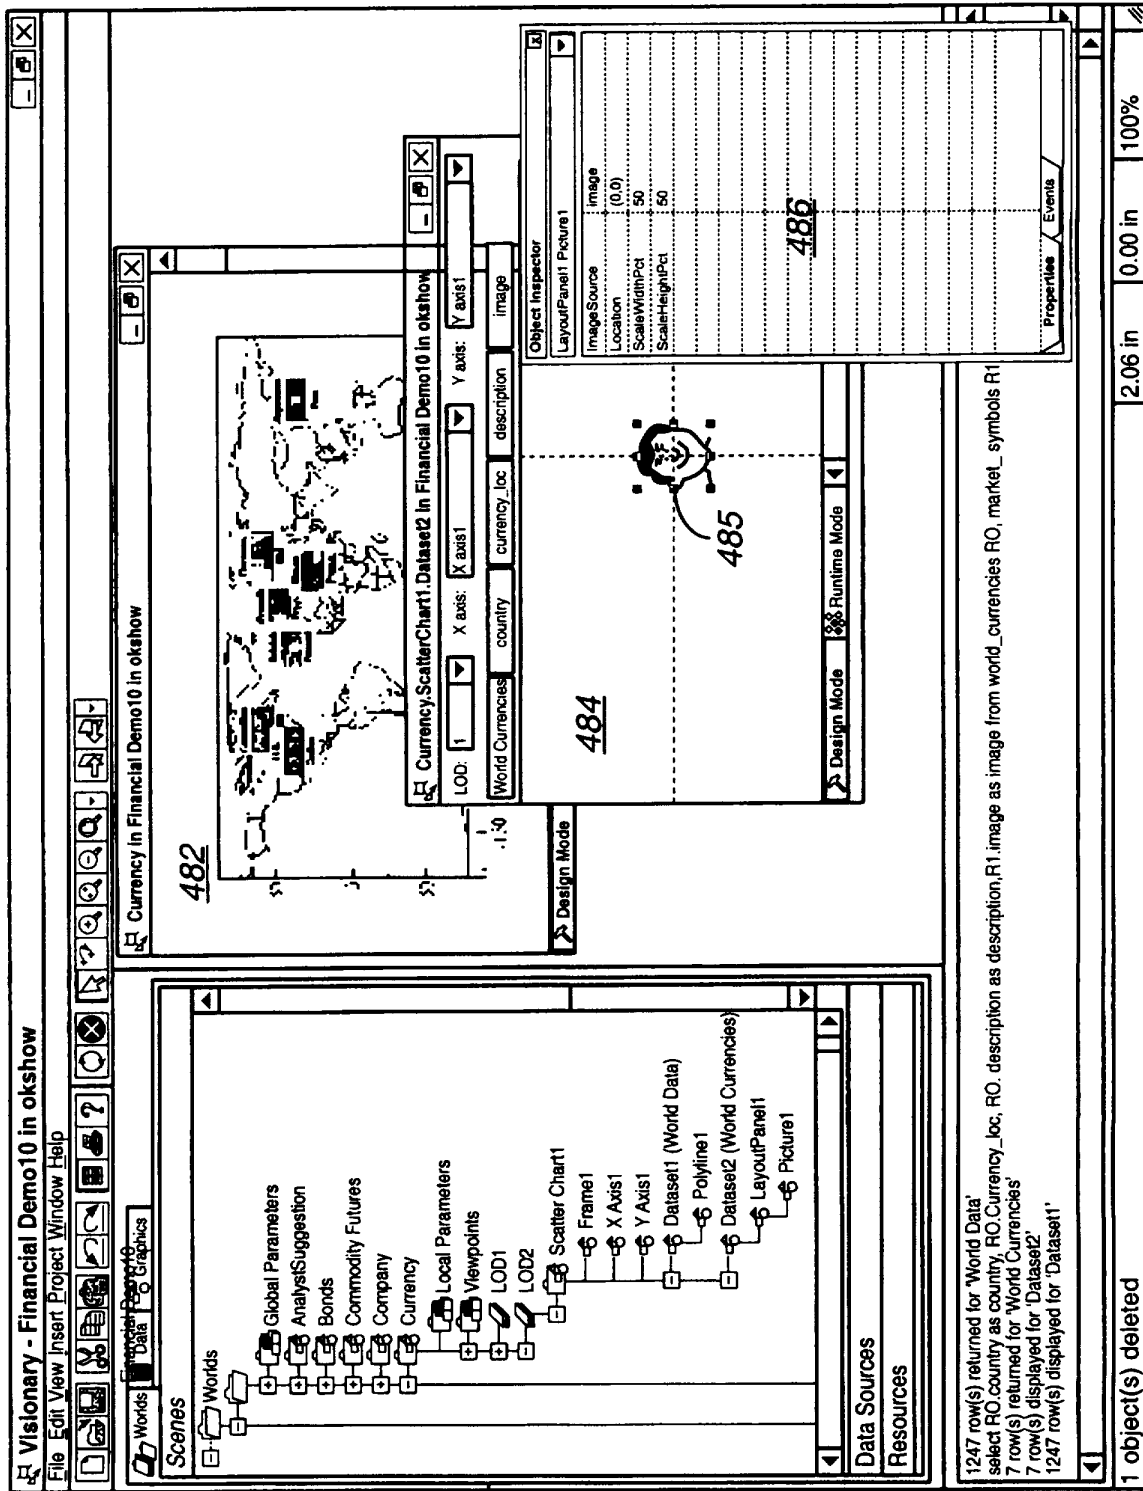 Visionary - Financial Demo10 in okshow
File Edit View Insert Project Window Help
Financial Demo10
Worlds Data Graphics
Scenes
Worlds
Global Parameters
AnalystSuggestion
Bonds
Commodity Futures
Company
Currency
Local Parameters
Viewpoints
LOD1
LOD2
Scatter Chart1
Frame1
X Axis1
Y Axis1
Dataset1 (World Data)
Polyline1
Dataset2 (World Currencies)
LayoutPanel1
Picture1
Data Sources
Resources
Currency in Financial Demo10 in okshow
482
Design Mode
Currency.ScatterChart1.Dataset2 in Financial Demo10 in okshow
LOD: 1 X axis: X axis1 Y axis: Y axis1
World Currencies country currency_loc description image
484
485
Design Mode Runtime Mode
Object Inspector
LayoutPanel1 Picture1
ImageSource image
Location (0,0)
ScaleWidthPct 50
ScaleHeightPct 50
486
Properties Events
1247 row(s) returned for 'World Data'
select RO.country as country, RO.Currency_loc, RO. description as description,R1.image as image from world_currencies RO, market_ symbols R1
7 row(s) returned for 'World Currencies'
7 row(s) displayed for 'Dataset2'
1247 row(s) displayed for 'Dataset1'
1 object(s) deleted 2.06 in 0.00 in 100%